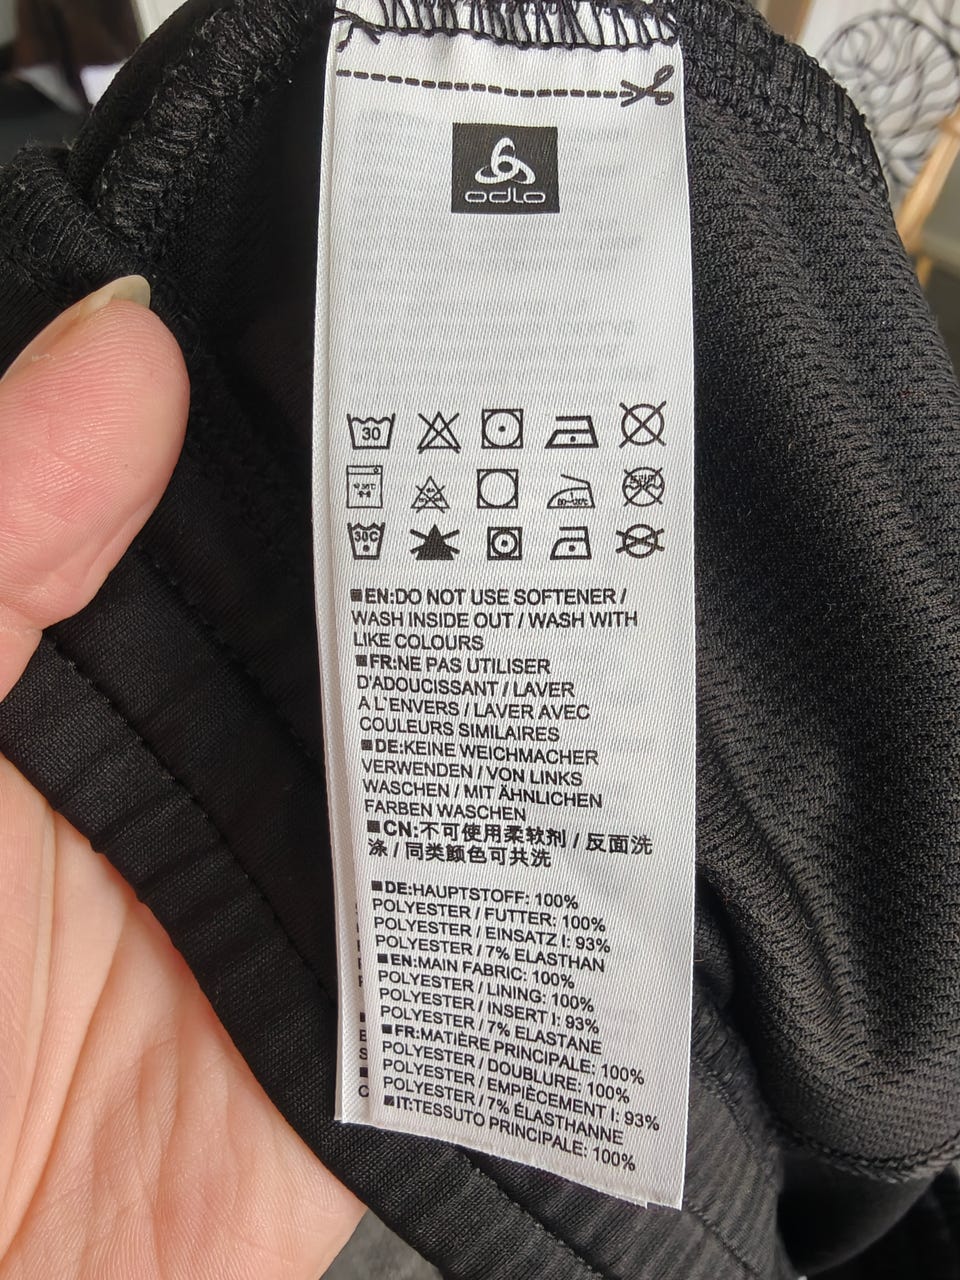 odlo
30
30C
■EN:DO NOT USE SOFTENER /
WASH INSIDE OUT / WASH WITH
LIKE COLOURS
■FR:NE PAS UTILISER
D'ADOUCISSANT / LAVER
A L'ENVERS / LAVER AVEC
COULEURS SIMILAIRES
■DE:KEINE WEICHMACHER
VERWENDEN / VON LINKS
WASCHEN / MIT ÄHNLICHEN
FARBEN WASCHEN
■CN:不可使用柔软剂 / 反面洗
涤 / 同类颜色可共洗
■DE:HAUPTSTOFF: 100%
POLYESTER / FUTTER: 100%
POLYESTER / EINSATZ I: 93%
POLYESTER / 7% ELASTHAN
■EN:MAIN FABRIC: 100%
POLYESTER / LINING: 100%
POLYESTER / INSERT I: 93%
POLYESTER / 7% ELASTANE
■FR:MATIÈRE PRINCIPALE: 100%
POLYESTER / DOUBLURE: 100%
POLYESTER / EMPIÈCEMENT I: 93%
POLYESTER / 7% ÉLASTHANNE
■IT:TESSUTO PRINCIPALE: 100%